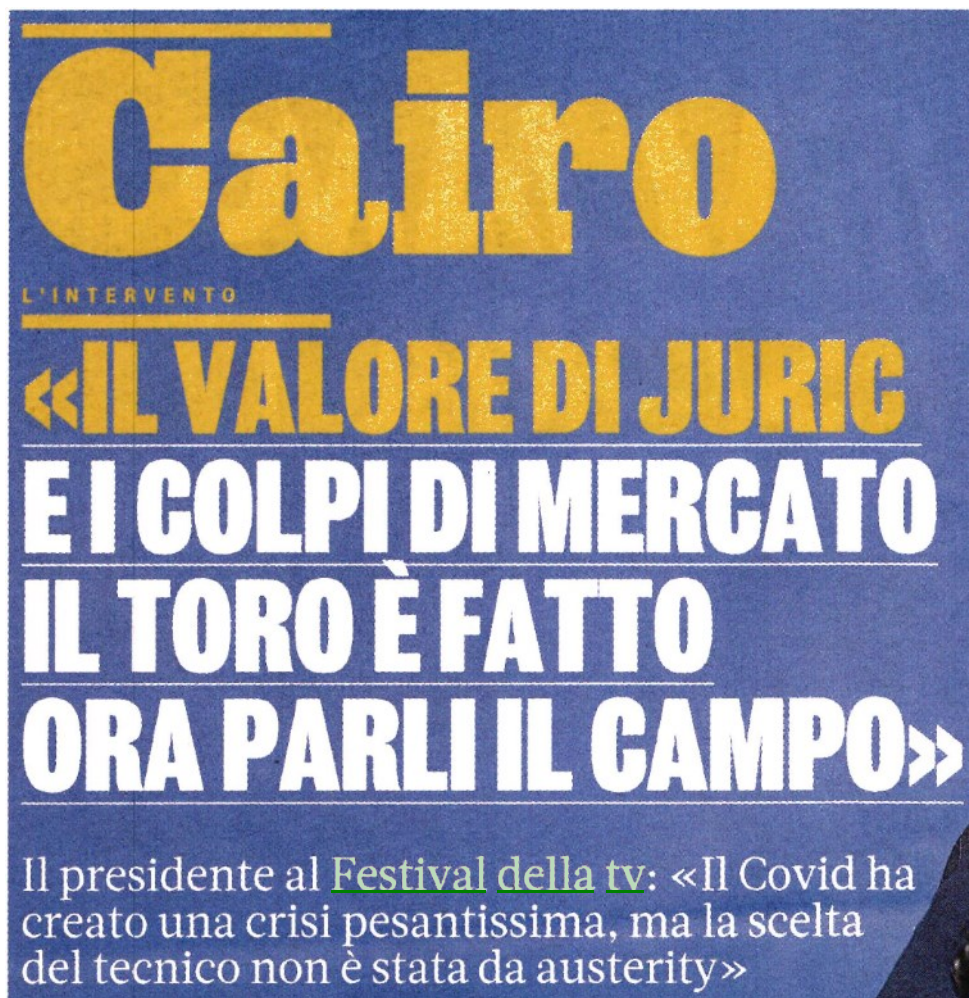 Cairo
L'INTERVENTO
«IL VALORE DI JURIC
E I COLPI DI MERCATO
IL TORO È FATTO
ORA PARLI IL CAMPO»
Il presidente al Festival della tv: «Il Covid ha
creato una crisi pesantissima, ma la scelta
del tecnico non è stata da austerity»